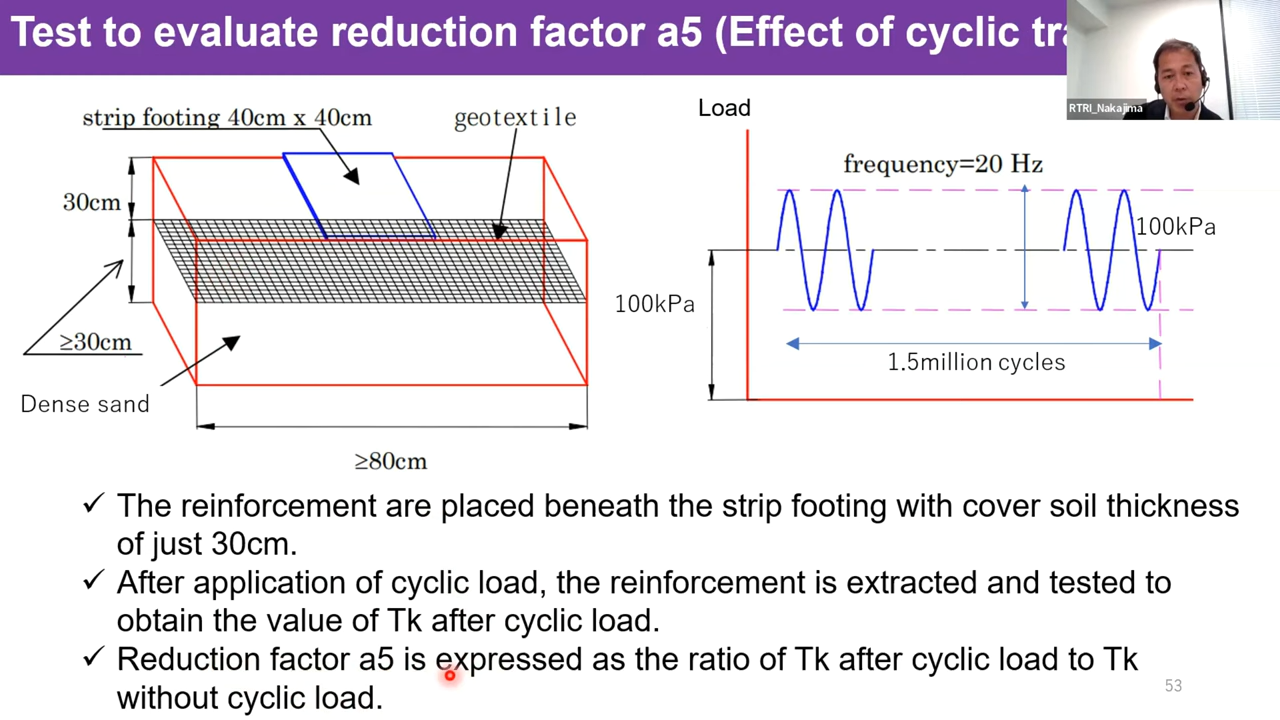 Test to evaluate reduction factor a5 (Effect of cyclic
RTRI_Nakajima
strip footing 40cm x 40cm
geotextile
30cm
≥30cm
Dense sand
≥80cm
Load
frequency=20 Hz
100kPa
100kPa
1.5million cycles
✓ The reinforcement are placed beneath the strip footing with cover soil thickness
of just 30cm.
✓ After application of cyclic load, the reinforcement is extracted and tested to
obtain the value of Tk after cyclic load.
✓ Reduction factor a5 is expressed as the ratio of Tk after cyclic load to Tk
without cyclic load.
53